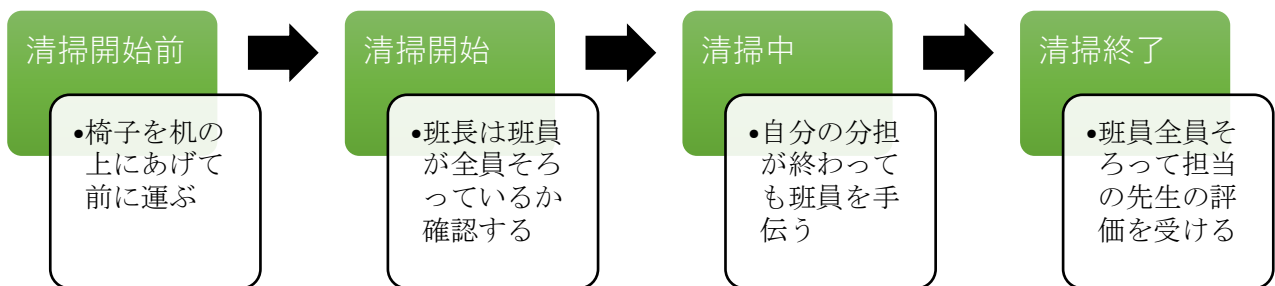 清掃開始前
•椅子を机の
上にあげて
前に運ぶ
清掃開始
•班長は班員
が全員そろ
っているか
確認する
清掃中
•自分の分担
が終わって
も班員を手
伝う
清掃終了
•班員全員そ
ろって担当
の先生の評
価を受ける